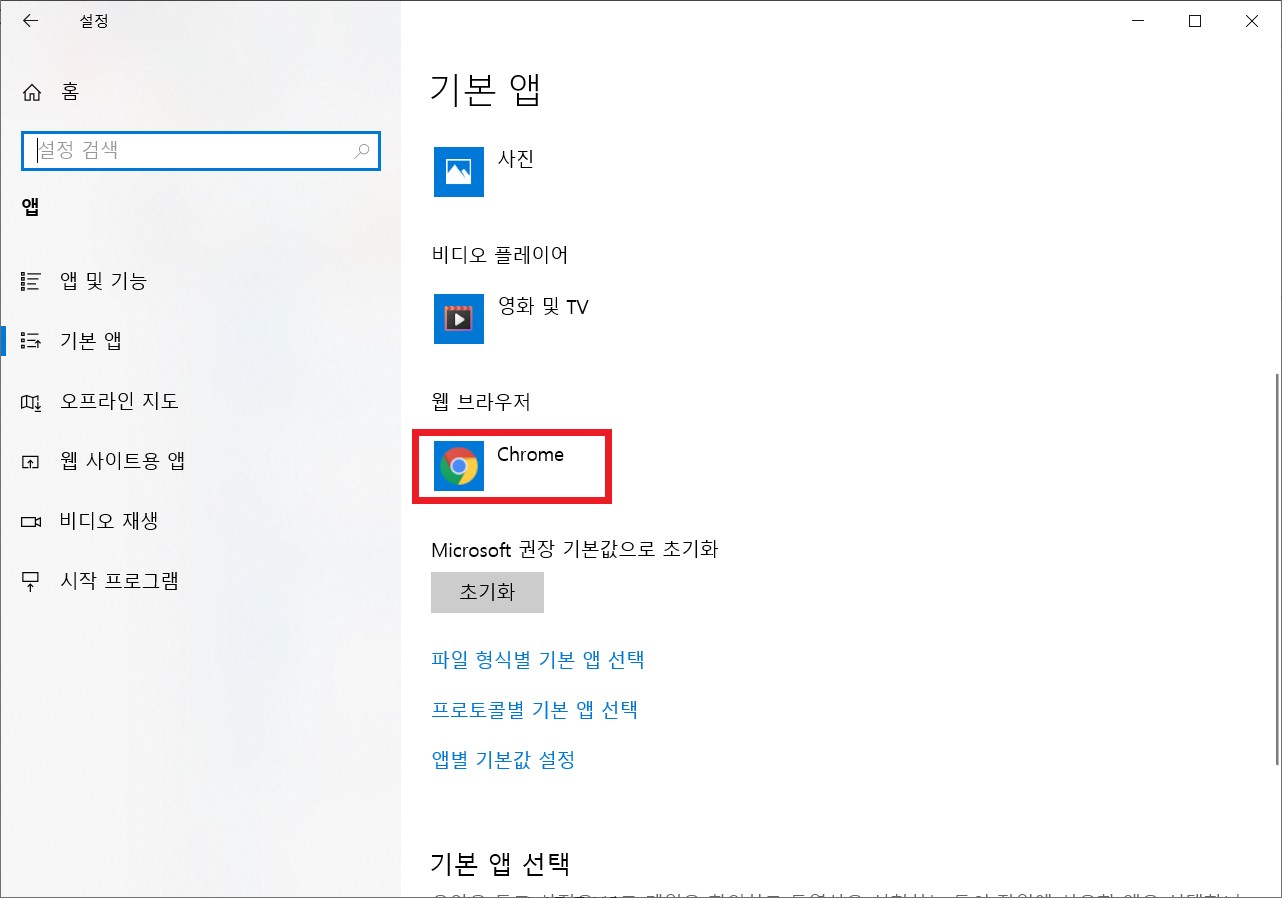 설정
홈
설정 검색
앱
앱 및 기능
기본 앱
오프라인 지도
웹 사이트용 앱
비디오 재생
시작 프로그램
기본 앱
사진
비디오 플레이어
영화 및 TV
웹 브라우저
Chrome
Microsoft 권장 기본값으로 초기화
초기화
파일 형식별 기본 앱 선택
프로토콜별 기본 앱 선택
앱별 기본값 설정
기본 앱 선택